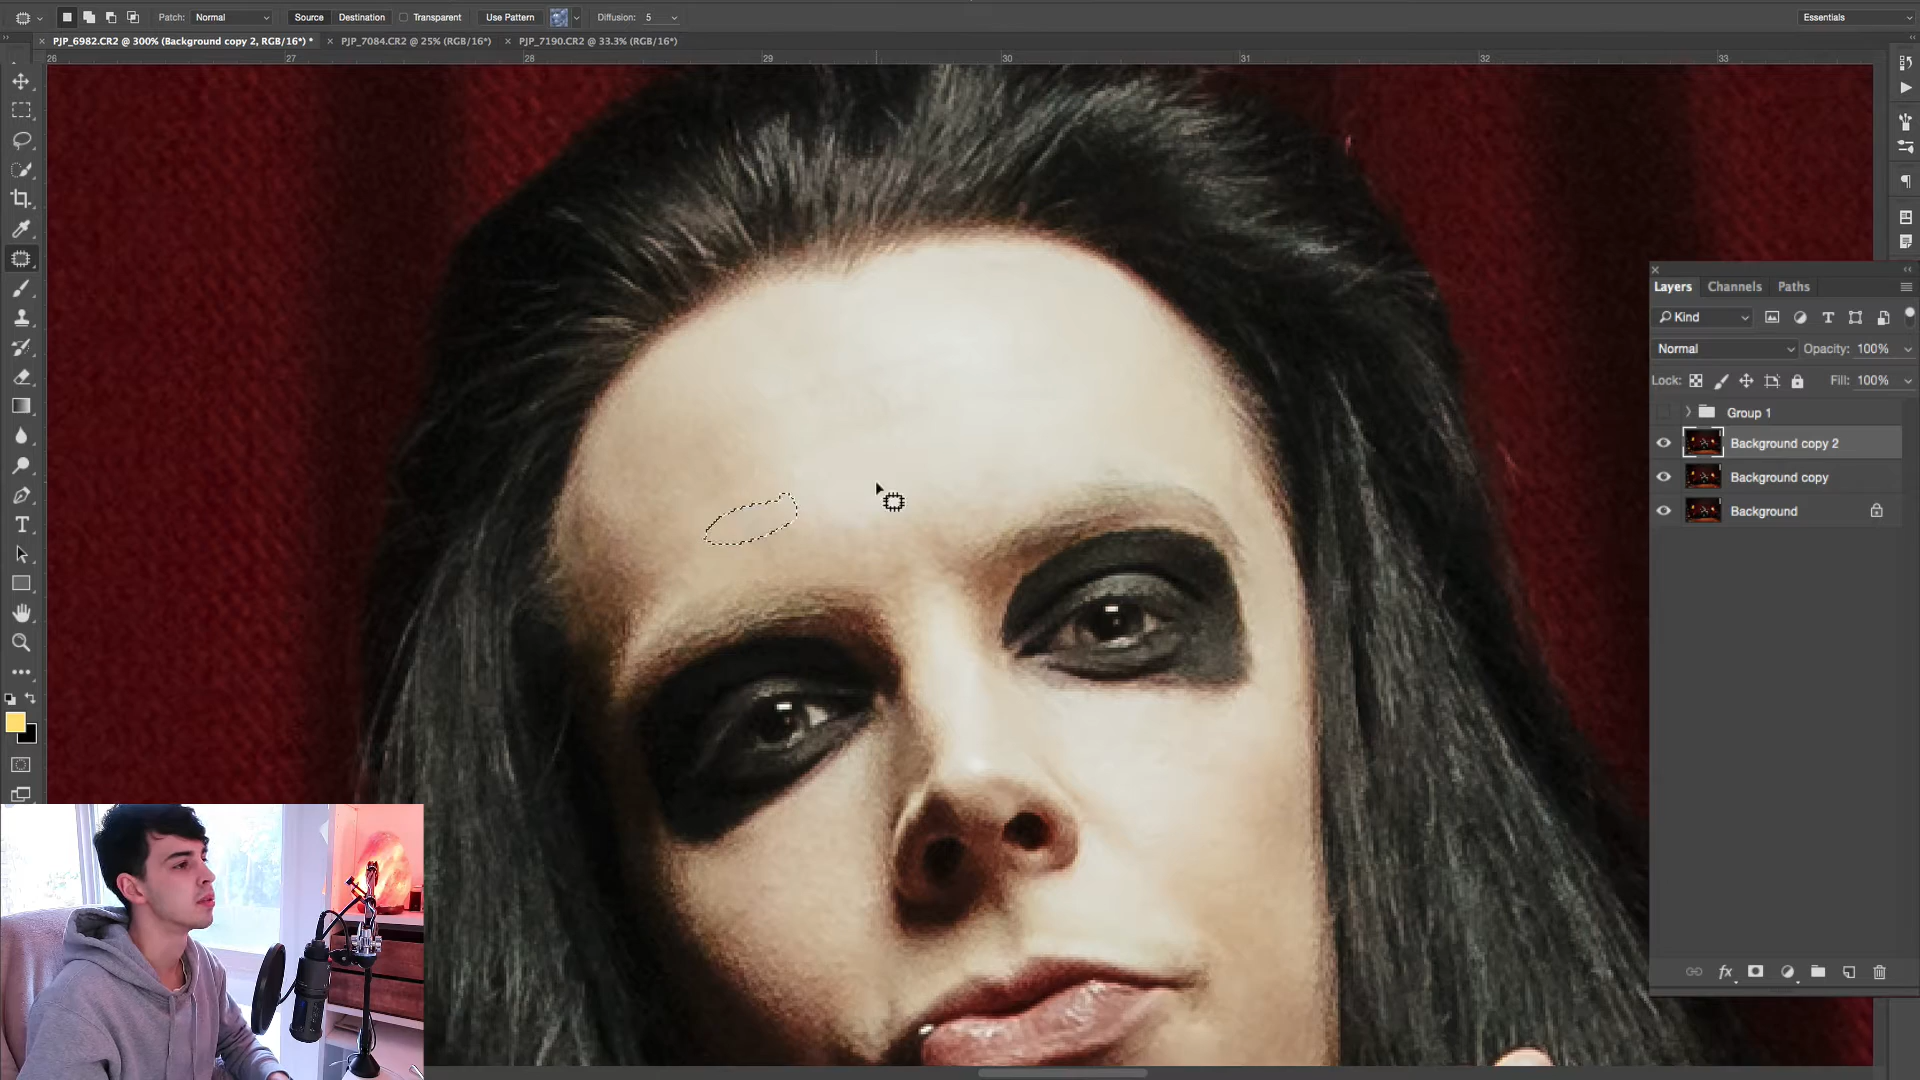 Patch: Normal Source Destination Transparent Use Pattern Diffusion: 5 Essentials
PJP_6982.CR2 @ 300% (Background copy 2, RGB/16*) * PJP_7084.CR2 @ 25% (RGB/16*) PJP_7190.CR2 @ 33.3% (RGB/16*)
26 27 28 29 30 31 32 33
Layers Channels Paths
Kind
Normal Opacity: 100%
Lock: Fill: 100%
Group 1
Background copy 2
Background copy
Background